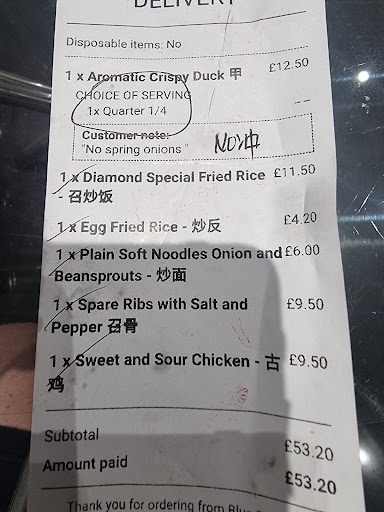 DELIVERY
Disposable items: No
1 x Aromatic Crispy Duck 甲 £12.50
CHOICE OF SERVING
1x Quarter 1/4
Customer note:
"No spring onions" No冲
1 x Diamond Special Fried Rice £11.50
- 召炒饭
1 x Egg Fried Rice - 炒反 £4.20
1 x Plain Soft Noodles Onion and £6.00
Beansprouts - 炒面
1 x Spare Ribs with Salt and £9.50
Pepper 召骨
1 x Sweet and Sour Chicken - 古 £9.50
鸡
Subtotal £53.20
Amount paid £53.20
Thank you for ordering from